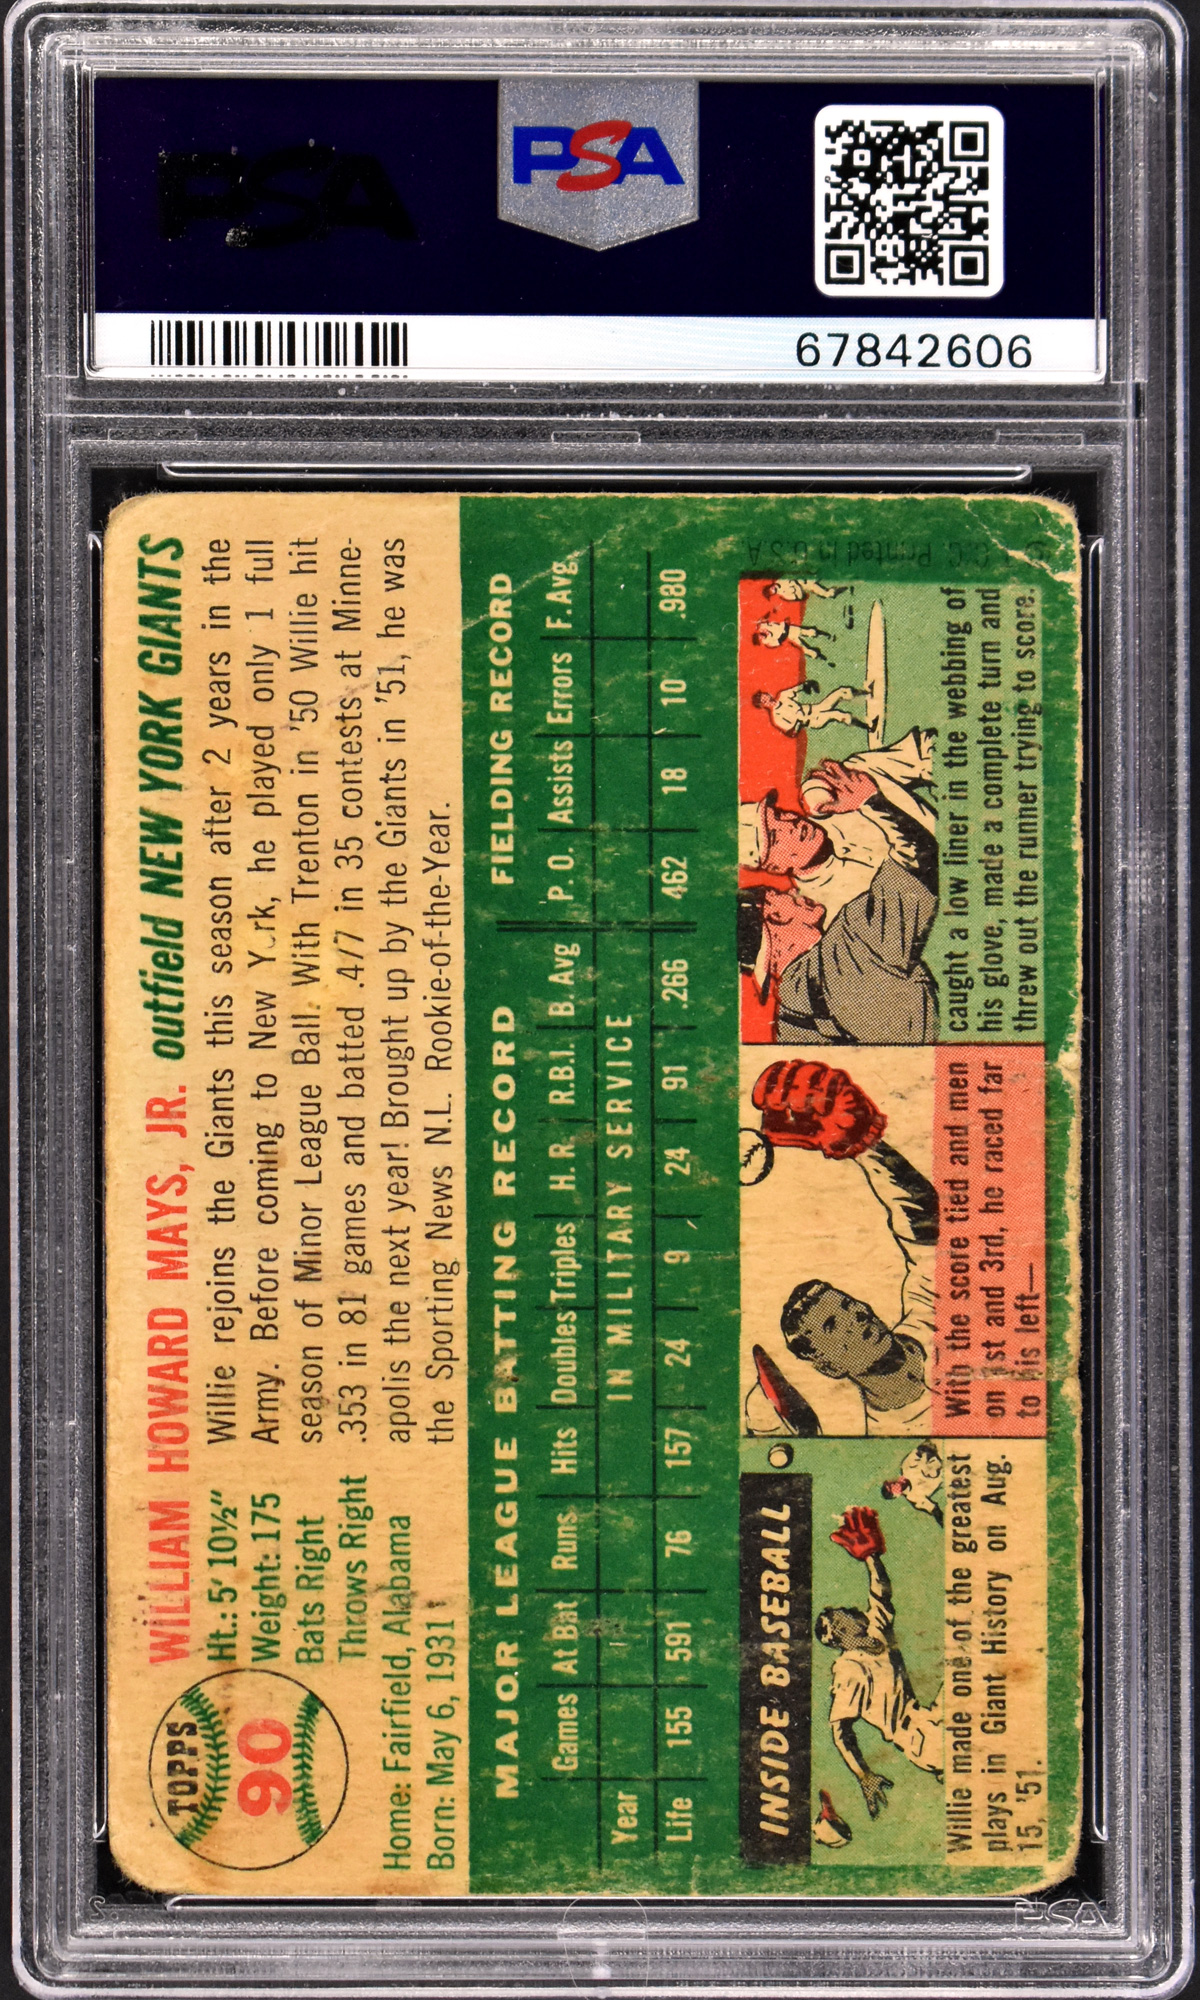 PSA
PSA
67842606
TOPPS
90
WILLIAM HOWARD MAYS, JR. outfield NEW YORK GIANTS
Ht.: 5' 10½"
Weight: 175
Bats Right
Throws Right
Home: Fairfield, Alabama
Born: May 6, 1931
Willie rejoins the Giants this season after 2 years in the
Army. Before coming to New York, he played only 1 full
season of Minor League Ball. With Trenton in '50 Willie hit
.353 in 81 games and batted .477 in 35 contests at Minne-
apolis the next year! Brought up by the Giants in '51, he was
the Sporting News N.L. Rookie-of-the-Year.
MAJOR LEAGUE BATTING RECORD FIELDING RECORD
Games At Bat Runs Hits Doubles Triples H. R. R.B.I. B. Avg P. O. Assists Errors F. Avg.
Year IN MILITARY SERVICE
Life 155 591 76 157 24 9 24 91 .266 462 18 10 .980
INSIDE BASEBALL
Willie made one of the greatest
plays in Giant History on Aug.
15, '51.
With the score tied and men
on 1st and 3rd, he raced far
to his left—
caught a low liner in the webbing of
his glove, made a complete turn and
threw out the runner trying to score.
Printed in U.S.A
PSA